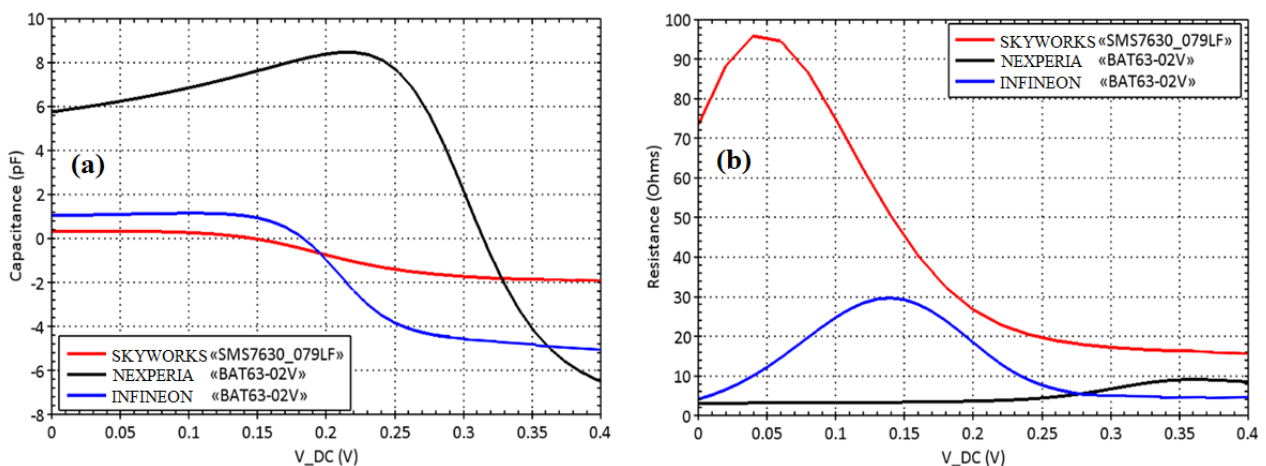 10
8
6
4
2
0
-2
-4
-6
-8
Capacitance (pF)
(a)
SKYWORKS «SMS7630_079LF»
NEXPERIA «BAT63-02V»
INFINEON «BAT63-02V»
0 0.05 0.1 0.15 0.2 0.25 0.3 0.35 0.4
V_DC (V)
100
90
80
70
60
50
40
30
20
10
0
Resistance (Ohms)
(b)
SKYWORKS «SMS7630_079LF»
NEXPERIA «BAT63-02V»
INFINEON «BAT63-02V»
0 0.05 0.1 0.15 0.2 0.25 0.3 0.35 0.4
V_DC (V)